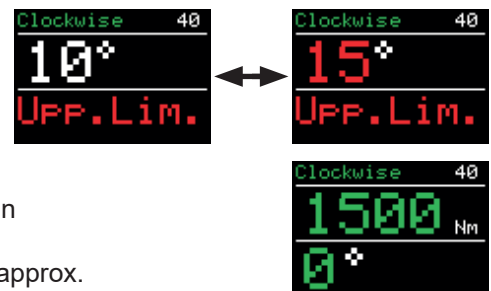 Clockwise 40
10°
Upp.Lim.
Clockwise 40
15°
Upp.Lim.
Clockwise 40
1500 Nm
0°
n
approx.